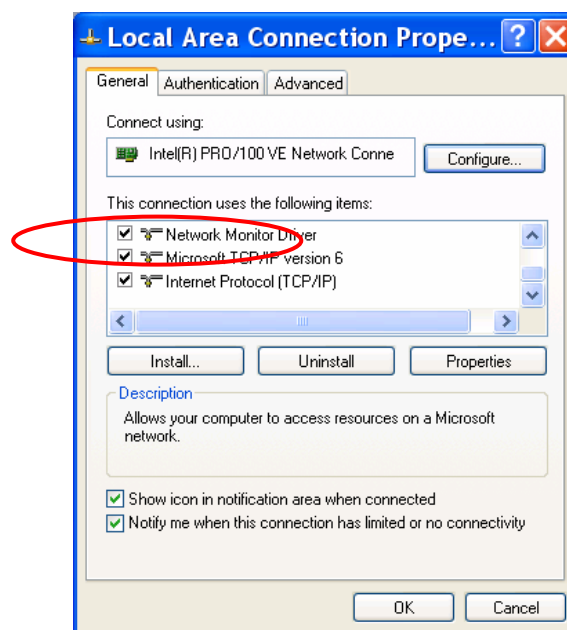 Local Area Connection Prope...
General Authentication Advanced
Connect using:
Intel(R) PRO/100 VE Network Conne
Configure...
This connection uses the following items:
Network Monitor Driver
Microsoft TCP/IP version 6
Internet Protocol (TCP/IP)
Install... Uninstall Properties
Description
Allows your computer to access resources on a Microsoft
network.
Show icon in notification area when connected
Notify me when this connection has limited or no connectivity
OK Cancel